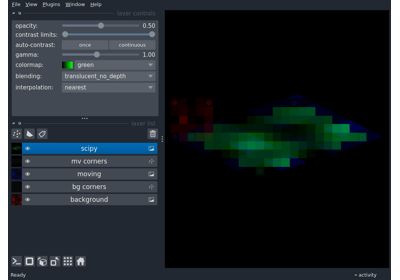 File View Plugins Window Help
layer controls
opacity: 0.50
contrast limits:
auto-contrast: once continuous
gamma: 1.00
colormap: green
blending: translucent_no_depth
interpolation: nearest
layer list
scipy
mv corners
moving
bg corners
background
Ready
activity